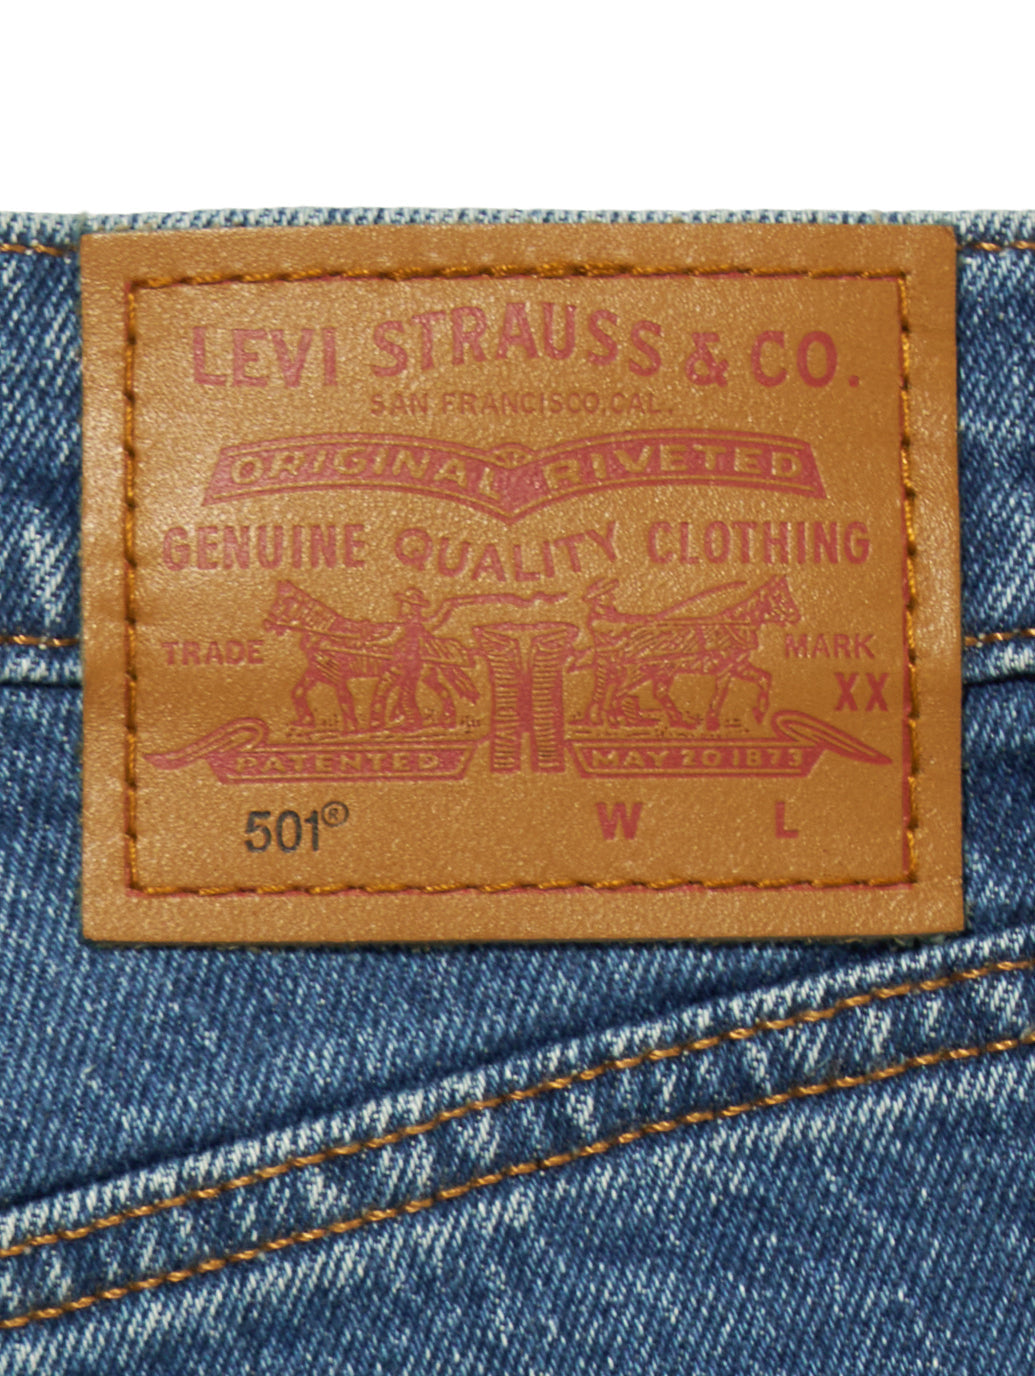 LEVI STRAUSS & CO.
SAN FRANCISCO, CAL.
ORIGINAL RIVETED
GENUINE QUALITY CLOTHING
TRADE MARK
XX
PATENTED MAY 20 1873
501® W L